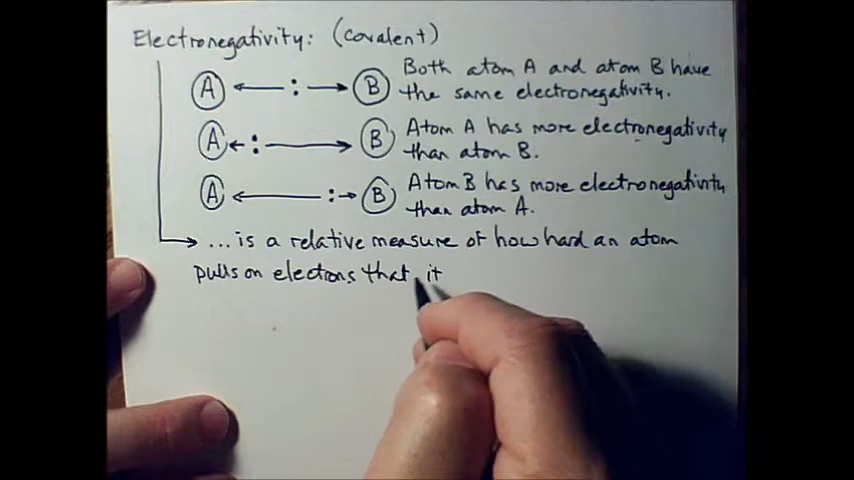 Electronegativity: (covalent)
A : B Both atom A and atom B have
the same electronegativity.
A : B Atom A has more electronegativity
than atom B.
A : B Atom B has more electronegativity
than atom A.
... is a relative measure of how hard an atom
pulls on electrons that it